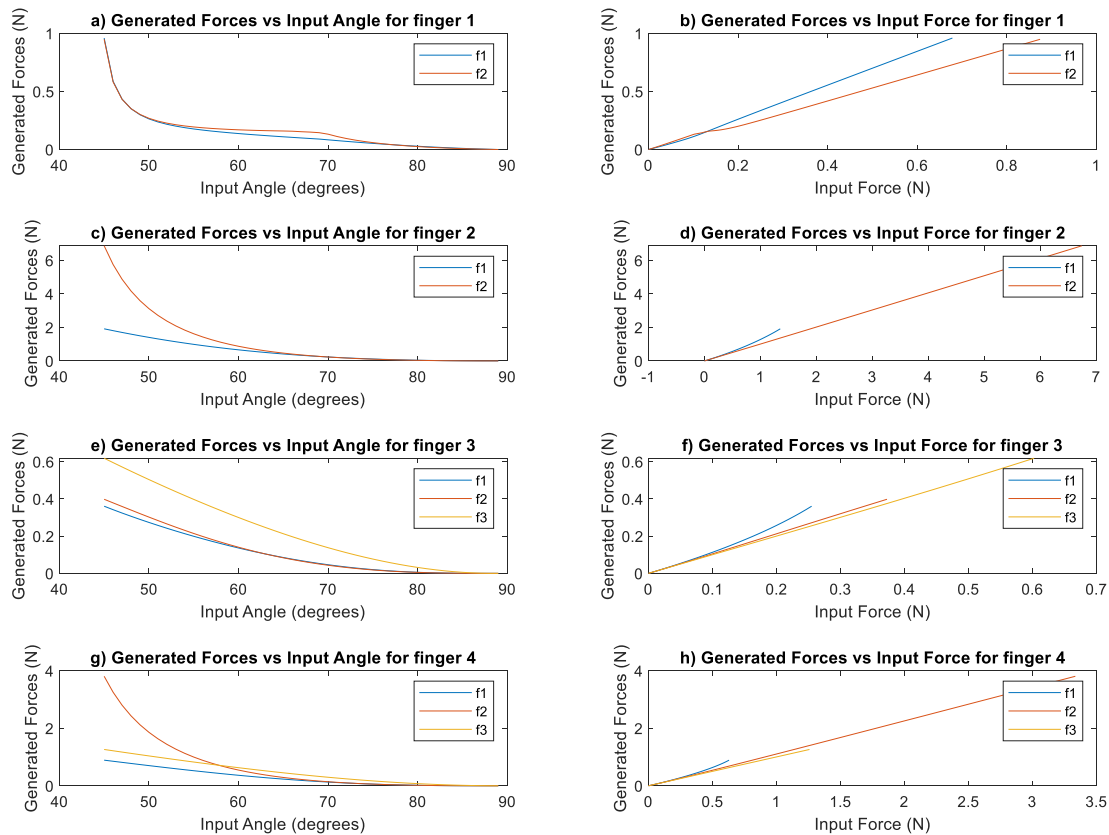 a) Generated Forces vs Input Angle for finger 1
Generated Forces (N)
1
0.5
0
40
50
60
70
80
90
Input Angle (degrees)
f1
f2
b) Generated Forces vs Input Force for finger 1
Generated Forces (N)
1
0.5
0
0
0.2
0.4
0.6
0.8
1
Input Force (N)
f1
f2
c) Generated Forces vs Input Angle for finger 2
Generated Forces (N)
6
4
2
0
40
50
60
70
80
90
Input Angle (degrees)
f1
f2
d) Generated Forces vs Input Force for finger 2
Generated Forces (N)
6
4
2
0
-1
0
1
2
3
4
5
6
7
Input Force (N)
f1
f2
e) Generated Forces vs Input Angle for finger 3
Generated Forces (N)
0.6
0.4
0.2
0
40
50
60
70
80
90
Input Angle (degrees)
f1
f2
f3
f) Generated Forces vs Input Force for finger 3
Generated Forces (N)
0.6
0.4
0.2
0
0
0.1
0.2
0.3
0.4
0.5
0.6
0.7
Input Force (N)
f1
f2
f3
g) Generated Forces vs Input Angle for finger 4
Generated Forces (N)
4
2
0
40
50
60
70
80
90
Input Angle (degrees)
f1
f2
f3
h) Generated Forces vs Input Force for finger 4
Generated Forces (N)
4
2
0
0
0.5
1
1.5
2
2.5
3
3.5
Input Force (N)
f1
f2
f3